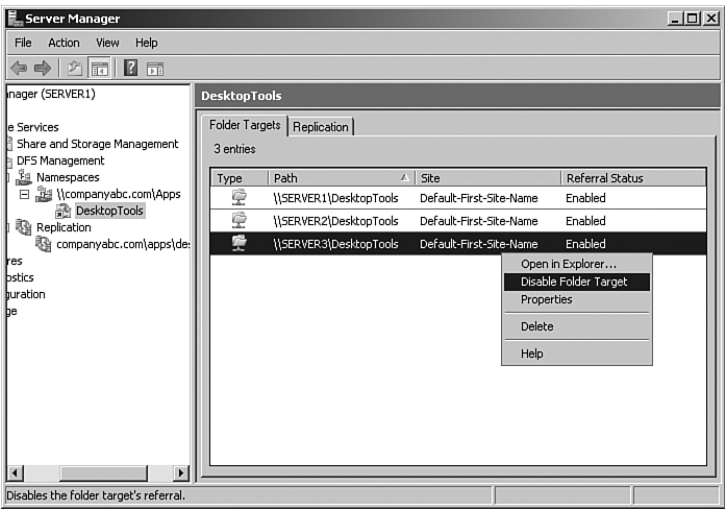 Server Manager
File Action View Help
nager (SERVER1)
e Services
Share and Storage Management
DFS Management
Namespaces
\\companyabc.com\Apps
DesktopTools
Replication
companyabc.com\apps\de
res
ostics
guration
ge
DesktopTools
Folder Targets Replication
3 entries
Type Path Site Referral Status
\\SERVER1\DesktopTools Default-First-Site-Name Enabled
\\SERVER2\DesktopTools Default-First-Site-Name Enabled
\\SERVER3\DesktopTools Default-First-Site-Name Enabled
Open in Explorer...
Disable Folder Target
Properties
Delete
Help
Disables the folder target's referral.